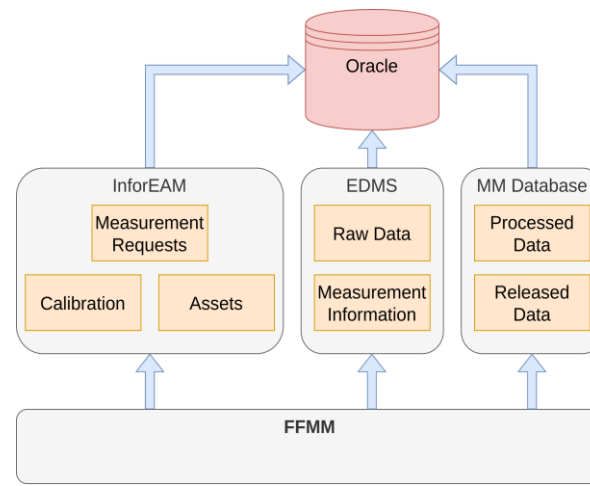 Oracle
InforEAM
Measurement
Requests
Calibration
Assets
EDMS
Raw Data
Measurement
Information
MM Database
Processed
Data
Released
Data
FFMM